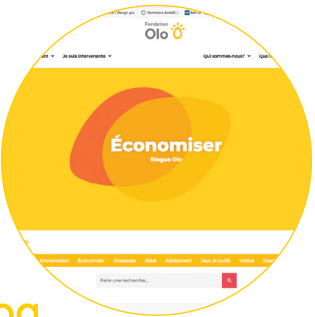 Fondation
Olo
Je suis intervenante
Qui sommes-nous?
Économiser
Blogue Olo
Alimentation Économiser Grossesse Bébé Allaitement Jeux et outils Vidéos
Faire une recherche...